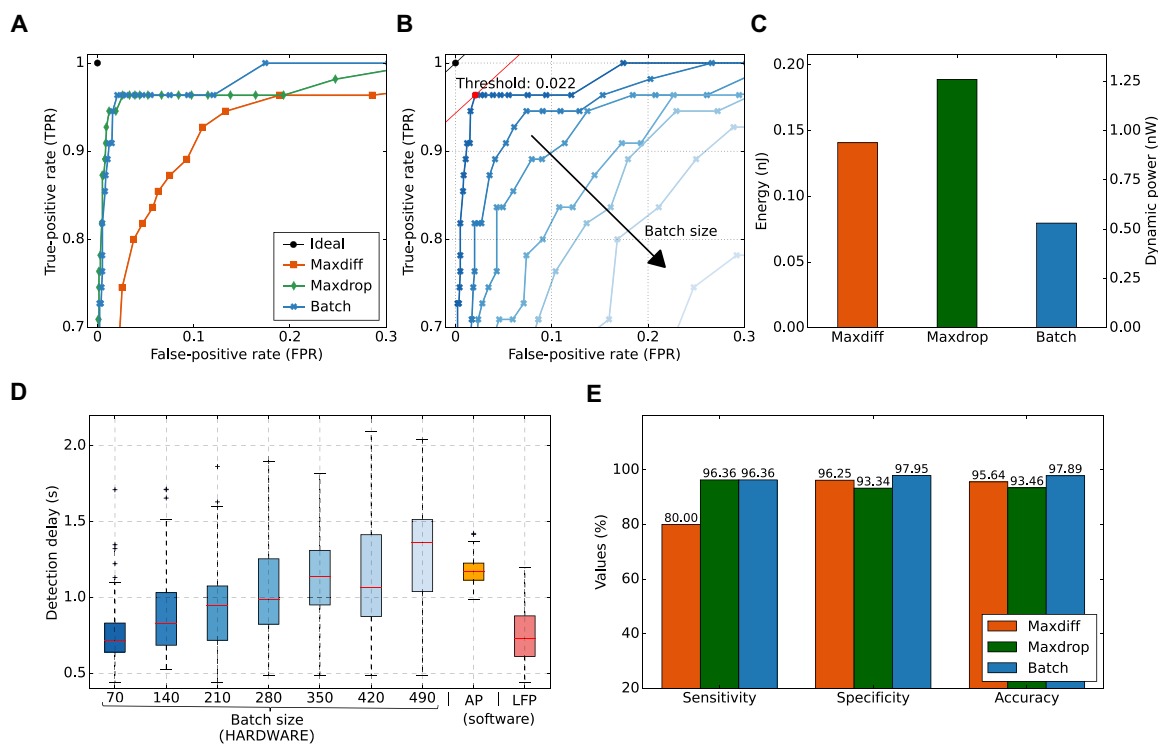 A
True-positive rate (TPR)
1
0.9
0.8
0.7
0
0.1
0.2
0.3
False-positive rate (FPR)
Ideal
Maxdiff
Maxdrop
Batch
B
True-positive rate (TPR)
1
0.9
0.8
0.7
0
0.1
0.2
0.3
False-positive rate (FPR)
Threshold: 0.022
Batch size
C
Energy (nJ)
0.20
0.15
0.10
0.05
0.00
Maxdiff
Maxdrop
Batch
1.25
1.00
0.75
0.50
0.25
0.00
Dynamic power (nW)
D
Detection delay (s)
2.0
1.5
1.0
0.5
70
140
210
280
350
420
490
AP
LFP
Batch size
(HARDWARE)
(software)
E
Values (%)
100
80
60
40
20
80.00
96.36
96.36
96.25
93.34
97.95
95.64
93.46
97.89
Sensitivity
Specificity
Accuracy
Maxdiff
Maxdrop
Batch